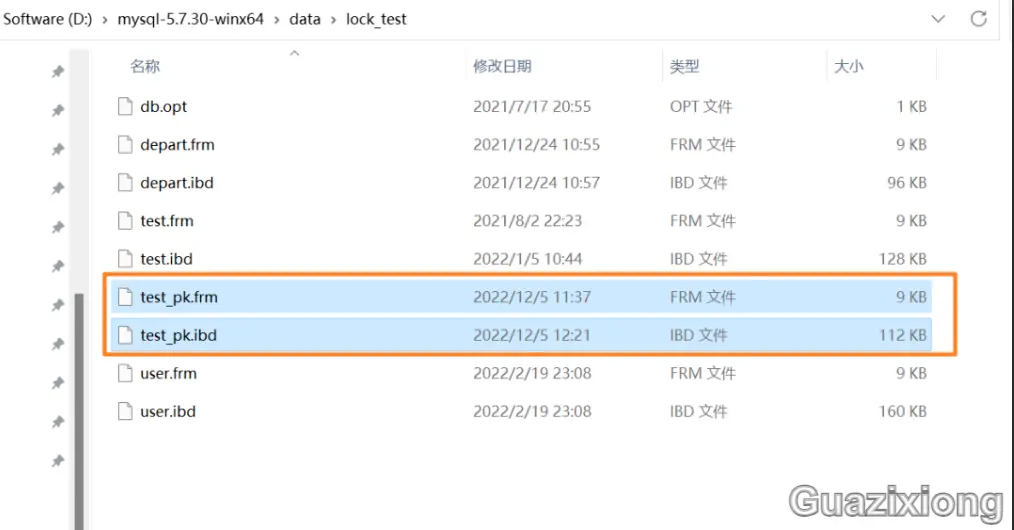 Software (D:) › mysql-5.7.30-winx64 › data › lock_test
名称 修改日期 类型 大小
db.opt 2021/7/17 20:55 OPT 文件 1 KB
depart.frm 2021/12/24 10:55 FRM 文件 9 KB
depart.ibd 2021/12/24 10:57 IBD 文件 96 KB
test.frm 2021/8/2 22:23 FRM 文件 9 KB
test.ibd 2022/1/5 10:44 IBD 文件 128 KB
test_pk.frm 2022/12/5 11:37 FRM 文件 9 KB
test_pk.ibd 2022/12/5 12:21 IBD 文件 112 KB
user.frm 2022/2/19 23:08 FRM 文件 9 KB
user.ibd 2022/2/19 23:08 IBD 文件 160 KB
Guazixiong